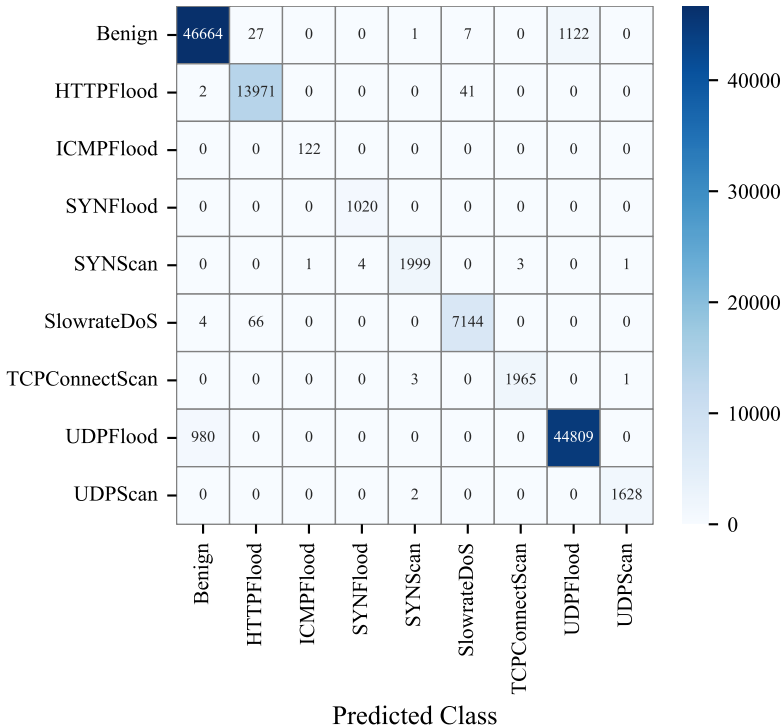 Benign 46664 27 0 0 1 7 0 1122 0
HTTPFlood 2 13971 0 0 0 41 0 0 0
ICMPFlood 0 0 122 0 0 0 0 0 0
SYNFlood 0 0 0 1020 0 0 0 0 0
SYNScan 0 0 1 4 1999 0 3 0 1
SlowrateDoS 4 66 0 0 0 7144 0 0 0
TCPConnectScan 0 0 0 0 3 0 1965 0 1
UDPFlood 980 0 0 0 0 0 0 44809 0
UDPScan 0 0 0 0 2 0 0 0 1628
Benign
HTTPFlood
ICMPFlood
SYNFlood
SYNScan
SlowrateDoS
TCPConnectScan
UDPFlood
UDPScan
Predicted Class
40000
30000
20000
10000
0